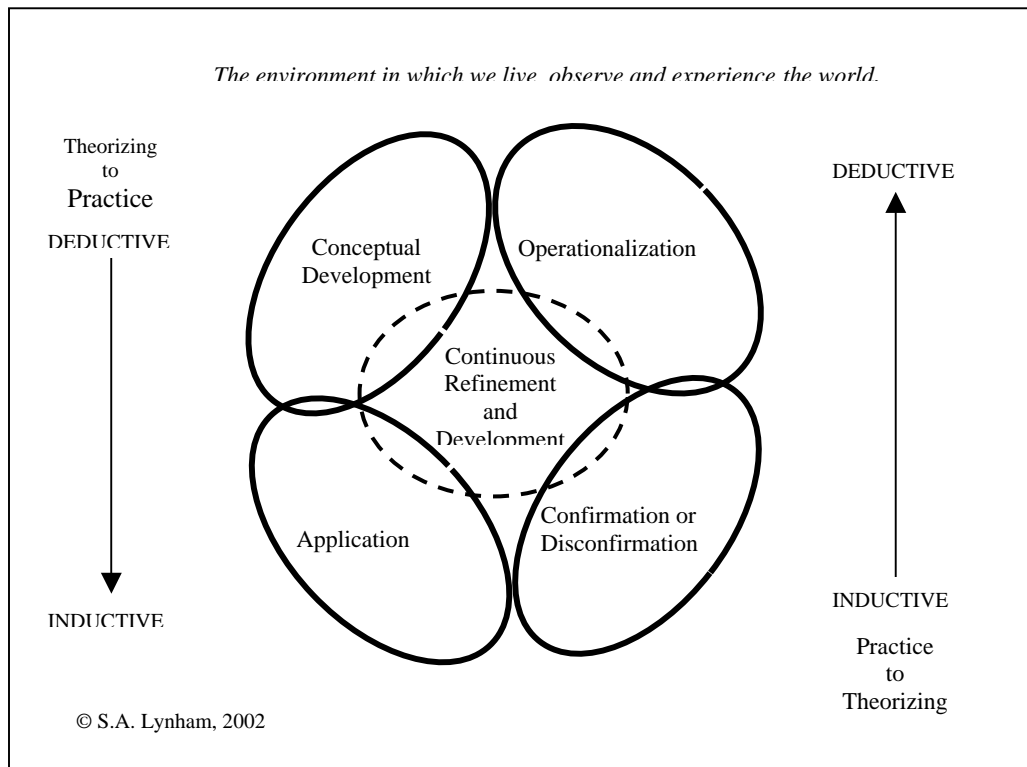 The environment in which we live, observe and experience the world.
Theorizing
to
Practice
DEDUCTIVE
INDUCTIVE
Conceptual
Development
Operationalization
Continuous
Refinement
and
Development
Application
Confirmation or
Disconfirmation
DEDUCTIVE
INDUCTIVE
Practice
to
Theorizing
© S.A. Lynham, 2002